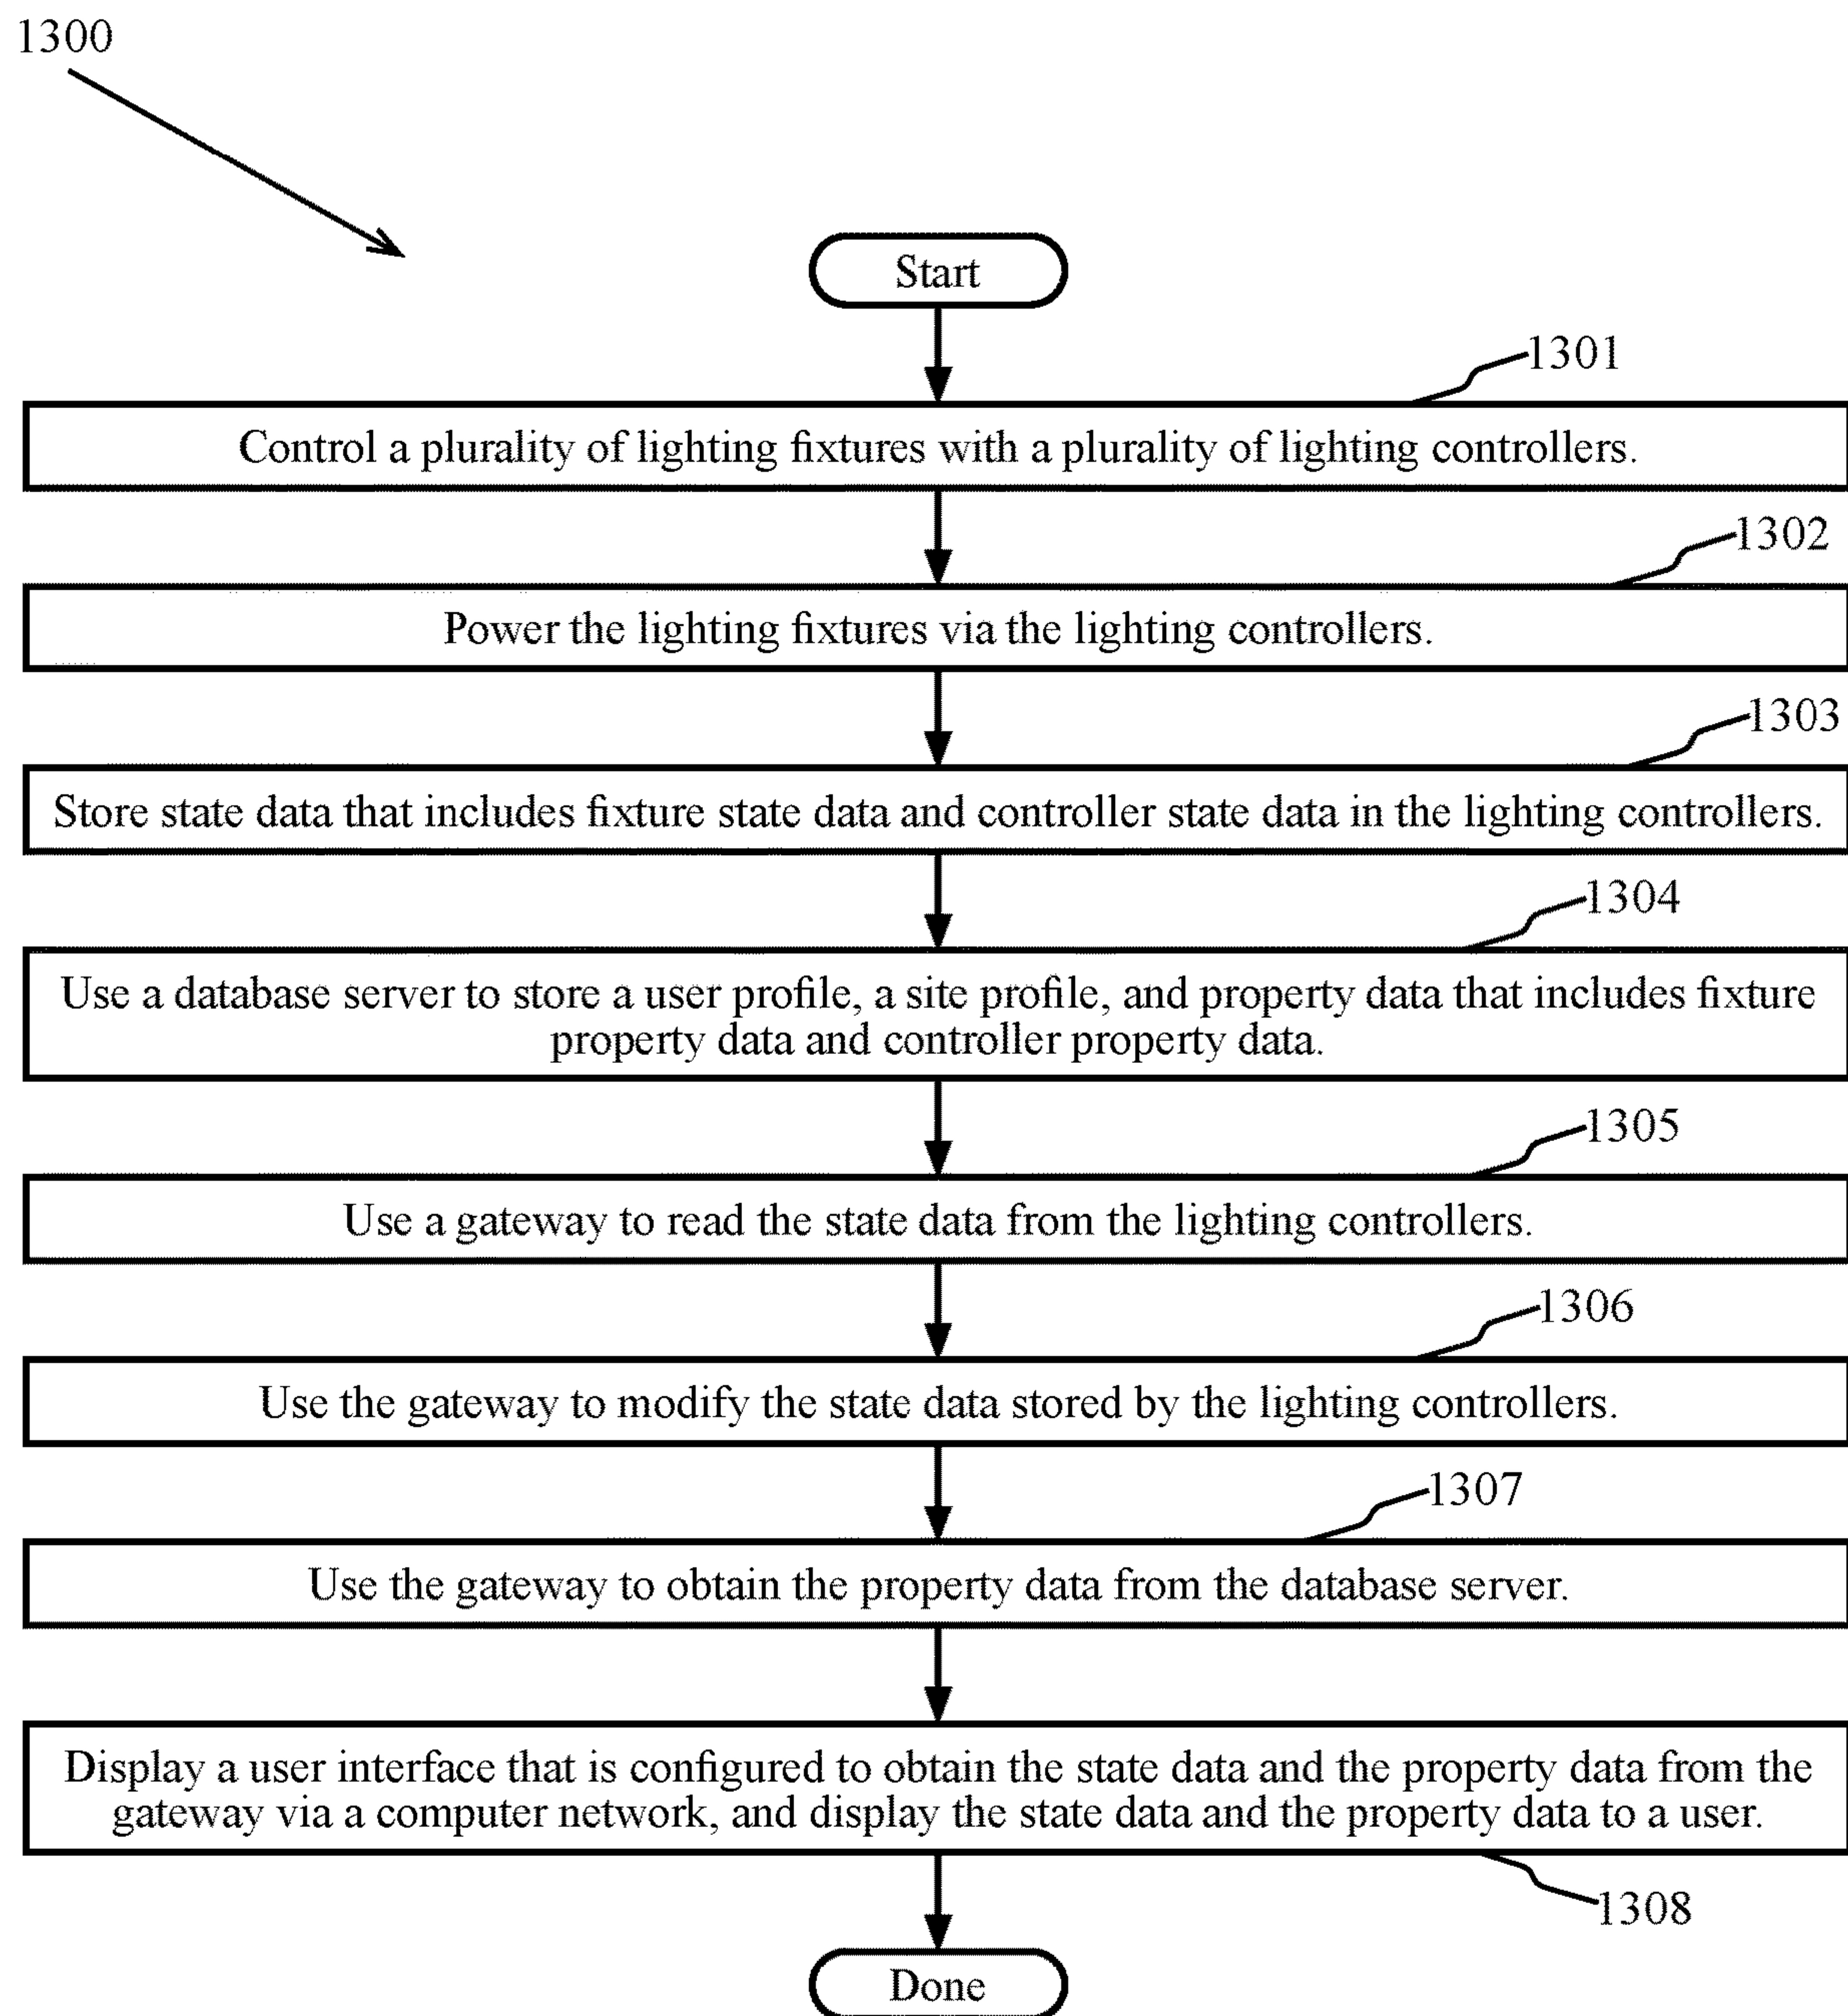 1300
Start
1301
Control a plurality of lighting fixtures with a plurality of lighting controllers.
1302
Power the lighting fixtures via the lighting controllers.
1303
Store state data that includes fixture state data and controller state data in the lighting controllers.
1304
Use a database server to store a user profile, a site profile, and property data that includes fixture
property data and controller property data.
1305
Use a gateway to read the state data from the lighting controllers.
1306
Use the gateway to modify the state data stored by the lighting controllers.
1307
Use the gateway to obtain the property data from the database server.
Display a user interface that is configured to obtain the state data and the property data from the
gateway via a computer network, and display the state data and the property data to a user.
1308
Done